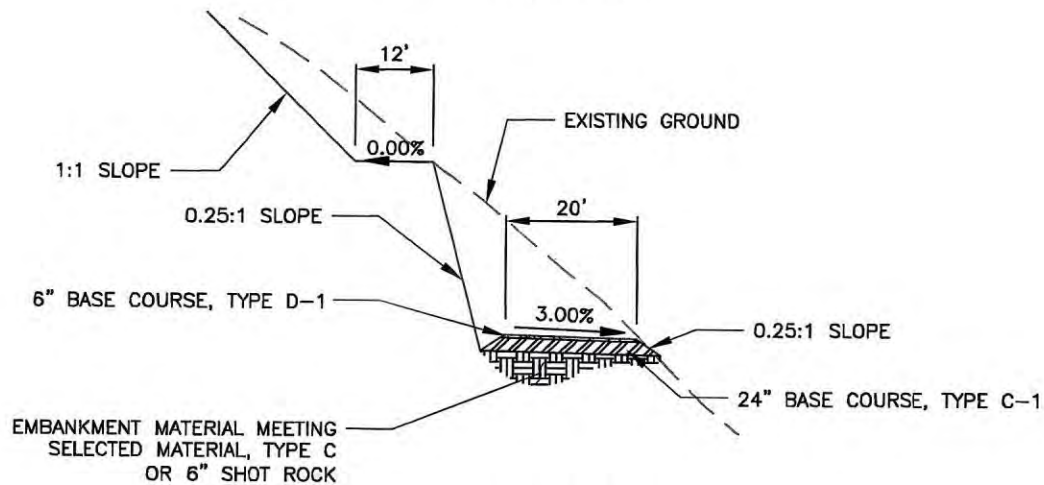 12'
EXISTING GROUND
0.00%
1:1 SLOPE
0.25:1 SLOPE
20'
6" BASE COURSE, TYPE D-1
3.00%
0.25:1 SLOPE
24" BASE COURSE, TYPE C-1
EMBANKMENT MATERIAL MEETING
SELECTED MATERIAL, TYPE C
OR 6" SHOT ROCK